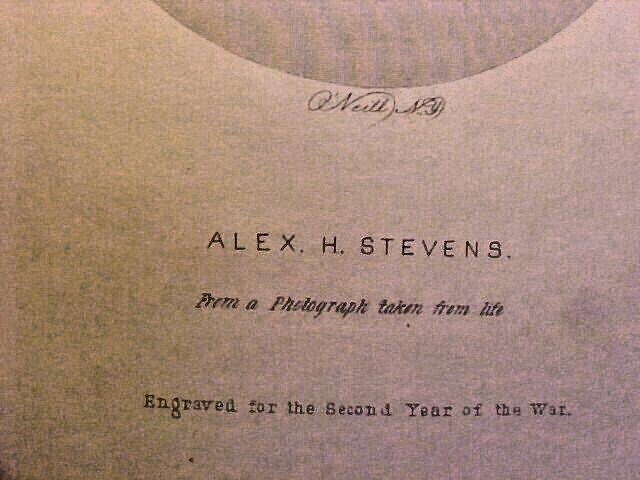 O'Neill N.Y.
ALEX. H. STEVENS.
From a Photograph taken from life
Engraved for the Second Year of the War.